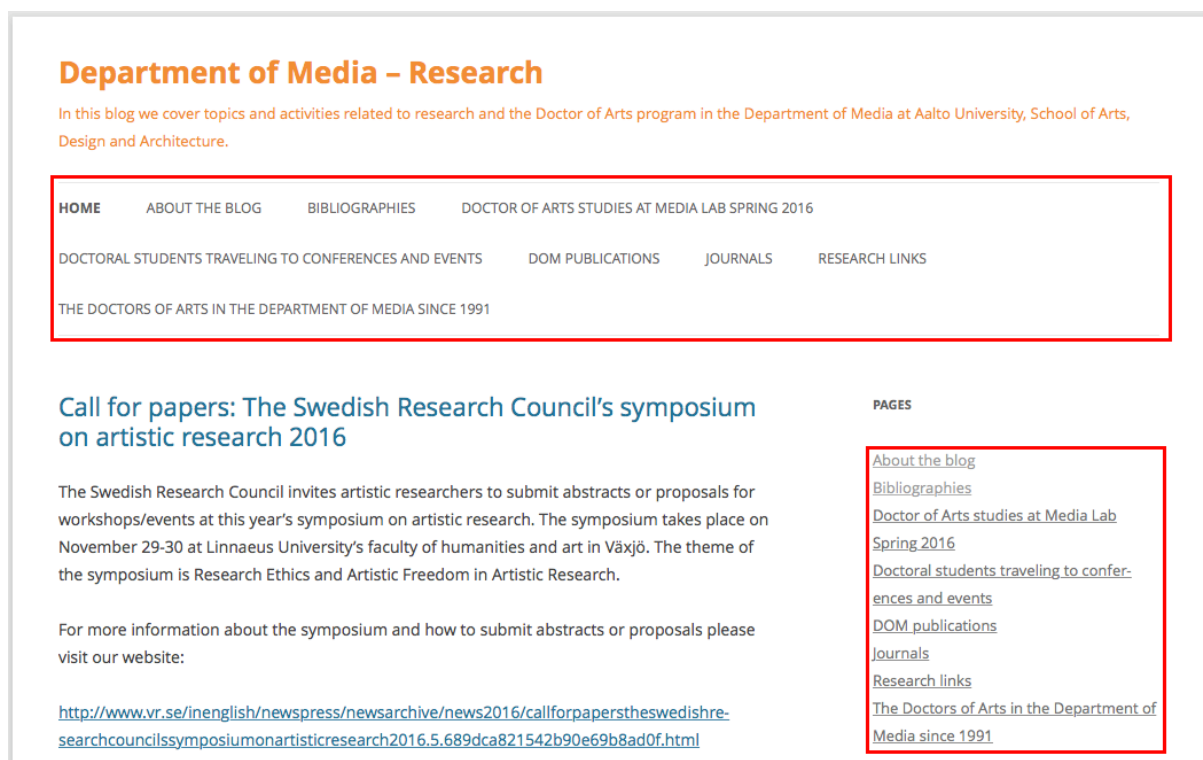 Department of Media – Research
In this blog we cover topics and activities related to research and the Doctor of Arts program in the Department of Media at Aalto University, School of Arts,
Design and Architecture.
HOME ABOUT THE BLOG BIBLIOGRAPHIES DOCTOR OF ARTS STUDIES AT MEDIA LAB SPRING 2016
DOCTORAL STUDENTS TRAVELING TO CONFERENCES AND EVENTS DOM PUBLICATIONS JOURNALS RESEARCH LINKS
THE DOCTORS OF ARTS IN THE DEPARTMENT OF MEDIA SINCE 1991
Call for papers: The Swedish Research Council’s symposium
on artistic research 2016
The Swedish Research Council invites artistic researchers to submit abstracts or proposals for
workshops/events at this year’s symposium on artistic research. The symposium takes place on
November 29-30 at Linnaeus University’s faculty of humanities and art in Växjö. The theme of
the symposium is Research Ethics and Artistic Freedom in Artistic Research.
For more information about the symposium and how to submit abstracts or proposals please
visit our website:
http://www.vr.se/inenglish/newspress/newsarchive/news2016/callforpaperstheswedishre-
searchcouncilssymposiumonartisticresearch2016.5.689dca821542b90e69b8ad0f.html
PAGES
About the blog
Bibliographies
Doctor of Arts studies at Media Lab
Spring 2016
Doctoral students traveling to confer-
ences and events
DOM publications
Journals
Research links
The Doctors of Arts in the Department of
Media since 1991